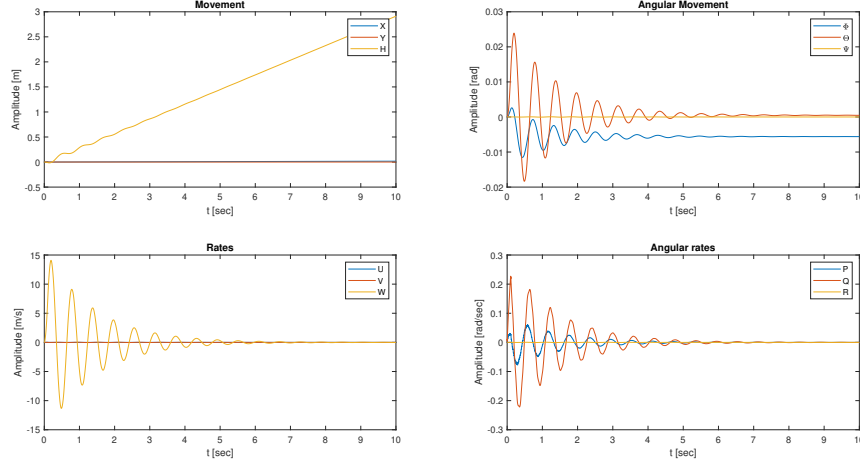 Movement
Amplitude [m]
3
2.5
2
1.5
1
0.5
0
-0.5
0 1 2 3 4 5 6 7 8 9 10
t [sec]
X
Y
H
Angular Movement
Amplitude [rad]
0.03
0.02
0.01
0
-0.01
-0.02
0 1 2 3 4 5 6 7 8 9 10
t [sec]
Φ
Θ
Ψ
Rates
Amplitude [m/s]
15
10
5
0
-5
-10
-15
0 1 2 3 4 5 6 7 8 9 10
t [sec]
U
V
W
Angular rates
Amplitude [rad/sec]
0.3
0.2
0.1
0
-0.1
-0.2
-0.3
0 1 2 3 4 5 6 7 8 9 10
t [sec]
P
Q
R